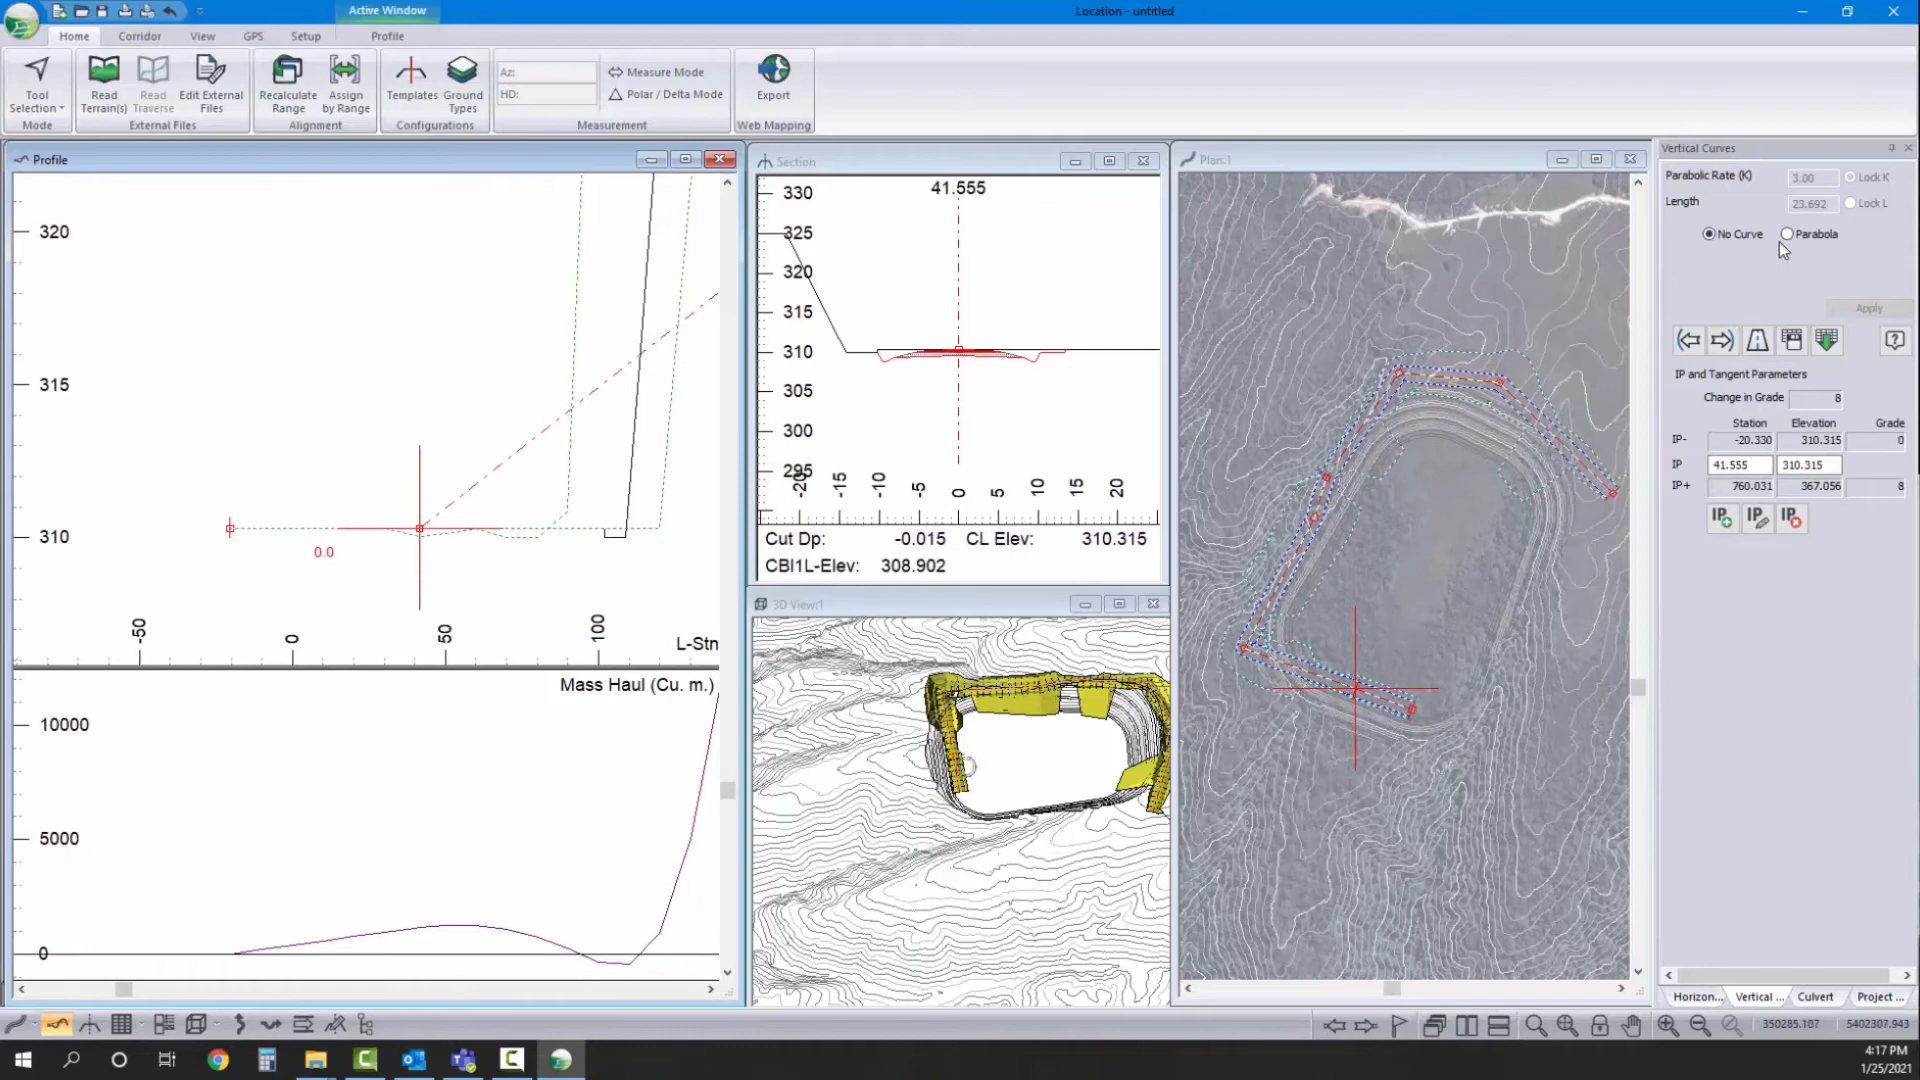 Active Window
Location - untitled
Home
Corridor
View
GPS
Setup
Profile
Tool Selection
Mode
Read Terrain(s)
Read Traverse
Edit External Files
External Files
Recalculate Range
Assign by Range
Alignment
Templates
Ground Types
Configurations
Az:
HD:
Measure Mode
Polar / Delta Mode
Measurement
Export
Web Mapping
Profile
320
315
310
0.0
-50
0
50
100
L-Stn
Mass Haul (Cu. m.)
10000
5000
0
Section
41.555
330
325
320
315
310
305
300
295
-20
-15
-10
-5
0
5
10
15
20
Cut Dp: -0.015 CL Elev: 310.315
CBI1L-Elev: 308.902
3D View:1
Plan:1
Vertical Curves
Parabolic Rate (K) 3.00 Lock K
Length 23.692 Lock L
No Curve Parabola
Apply
IP and Tangent Parameters
Change in Grade 8
Station Elevation Grade
IP- -20.330 310.315 0
IP 41.555 310.315
IP+ 760.031 367.056 8
IP IP IP
Horizon... Vertical ... Culvert Project ...
350285.107 5402307.943
4:17 PM
1/25/2021